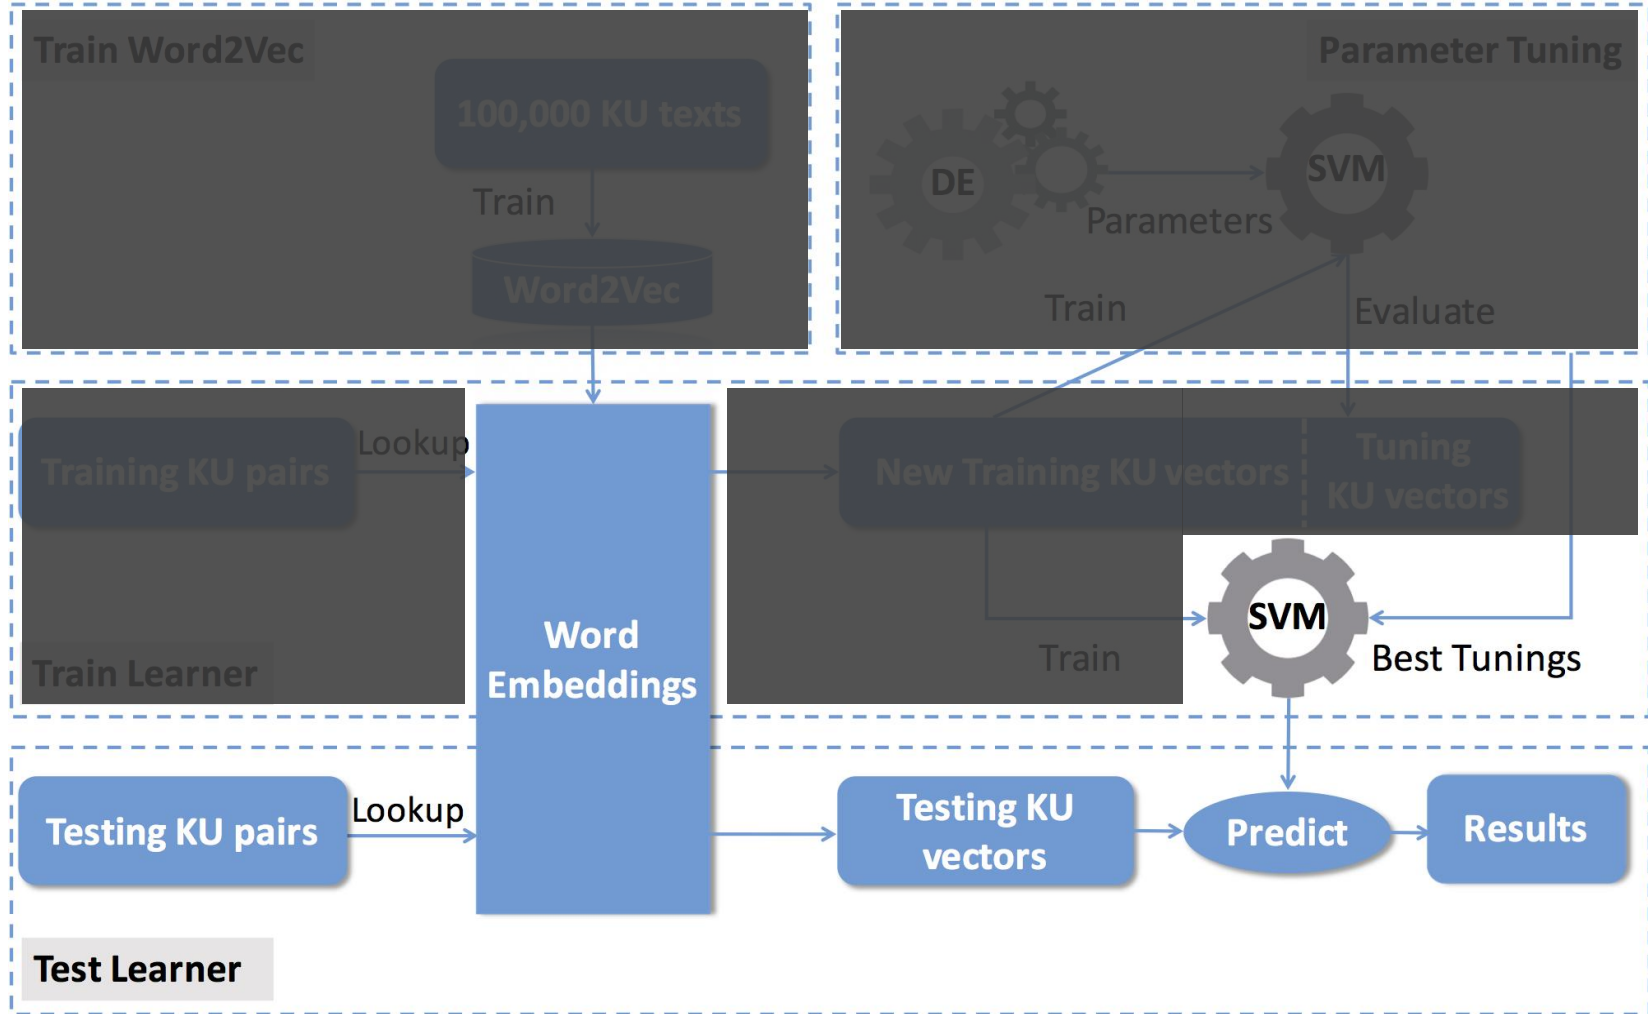 Train Word2Vec
Parameter Tuning
100,000 KU texts
DE
SVM
Train
Parameters
Word2Vec
Train
Evaluate
Training KU pairs
Lookup
New Training KU vectors
Tuning
KU vectors
Word
Embeddings
SVM
Train
Best Tunings
Train Learner
Testing KU pairs
Lookup
Testing KU
vectors
Predict
Results
Test Learner